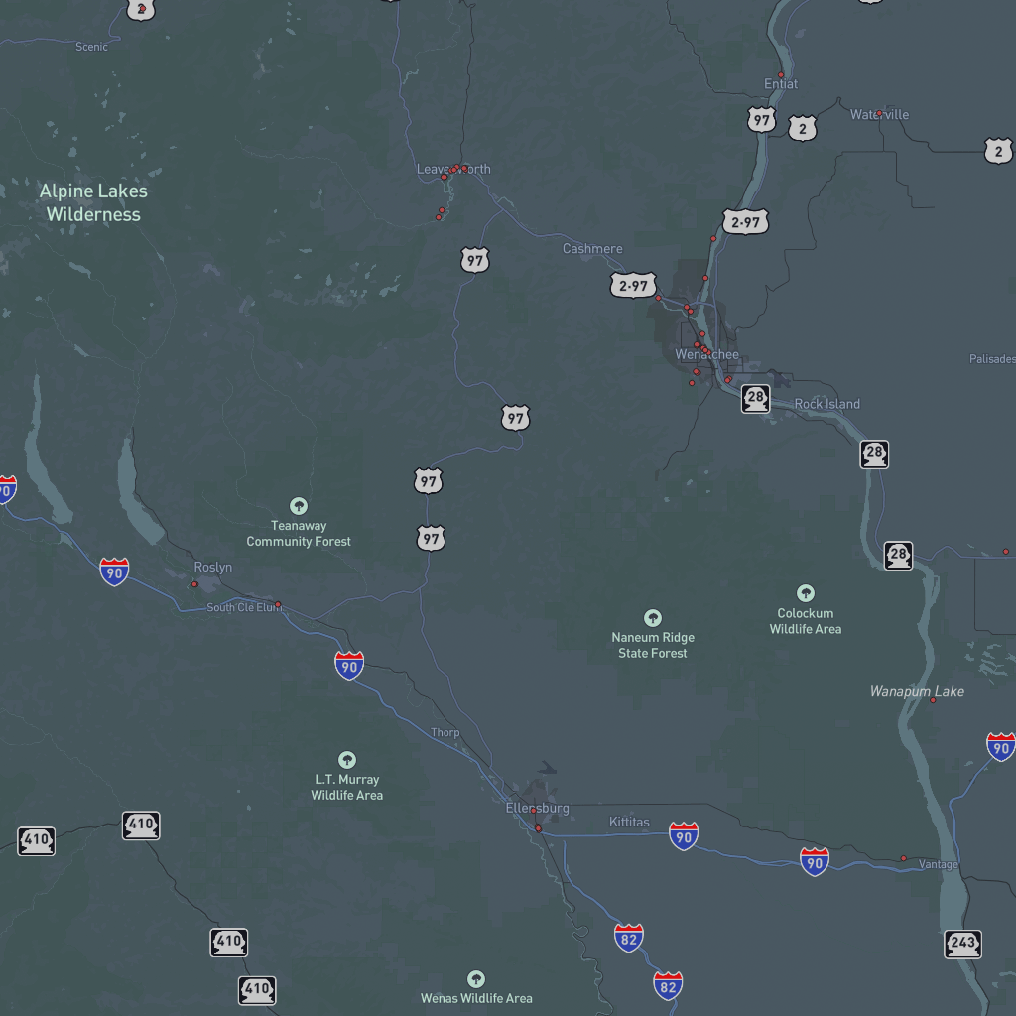 2
Scenic
Entiat
97
2
Waterville
2
Leavenworth
Alpine Lakes
Wilderness
2·97
Cashmere
97
2·97
Wenatchee
Palisades
28
Rock Island
97
28
90
97
Teanaway
Community Forest
97
28
90
Roslyn
South Cle Elum
Colockum
Wildlife Area
Naneum Ridge
State Forest
90
Wanapum Lake
Thorp
90
L.T. Murray
Wildlife Area
Ellensburg
Kittitas
410
410
90
90
Vantage
410
82
243
82
410
Wenas Wildlife Area